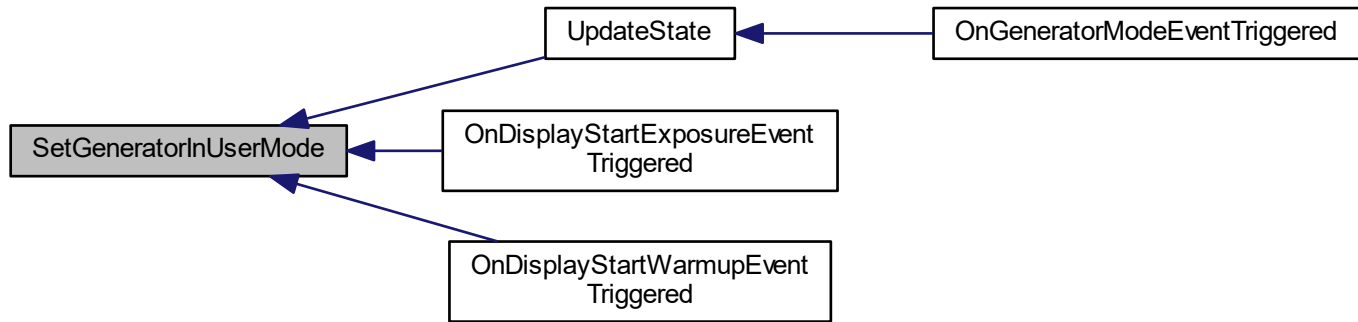 UpdateState
OnGeneratorModeEventTriggered
SetGeneratorInUserMode
OnDisplayStartExposureEvent
Triggered
OnDisplayStartWarmupEvent
Triggered